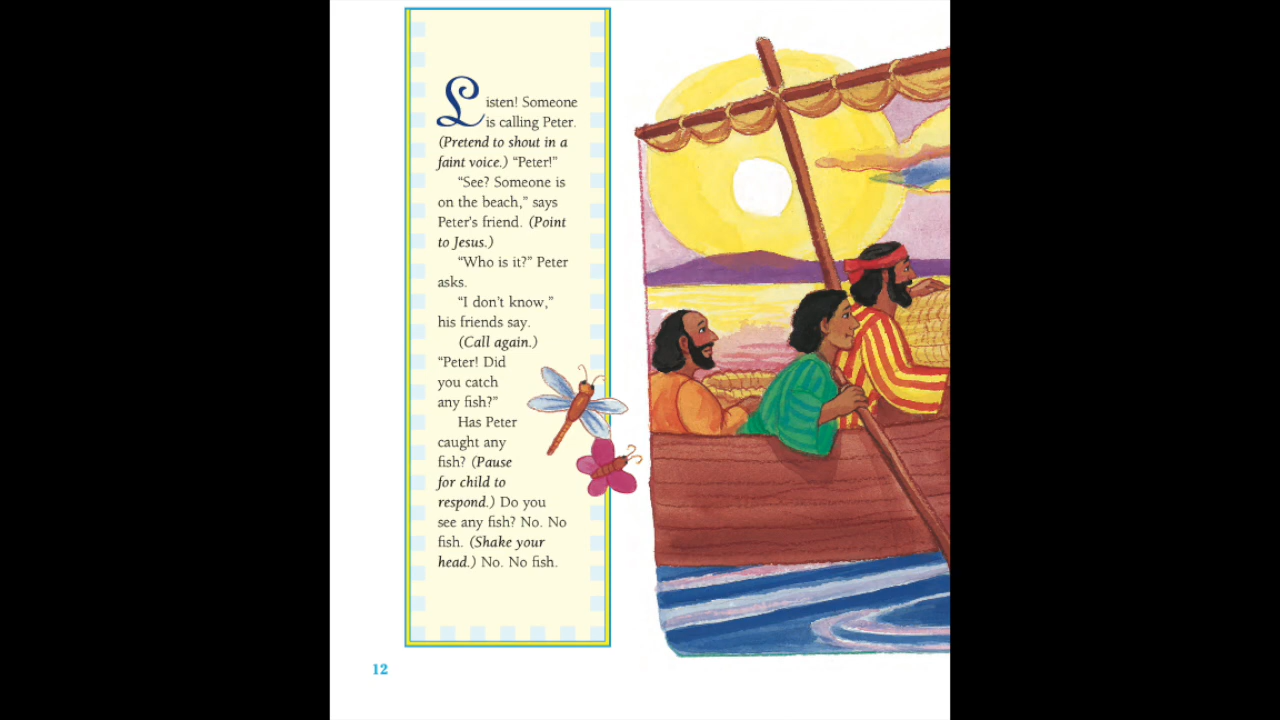 Listen! Someone
is calling Peter.
(Pretend to shout in a
faint voice.) “Peter!”
“See? Someone is
on the beach,” says
Peter’s friend. (Point
to Jesus.)
“Who is it?” Peter
asks.
“I don’t know,”
his friends say.
(Call again.)
“Peter! Did
you catch
any fish?”
Has Peter
caught any
fish? (Pause
for child to
respond.) Do you
see any fish? No. No
fish. (Shake your
head.) No. No fish.
12